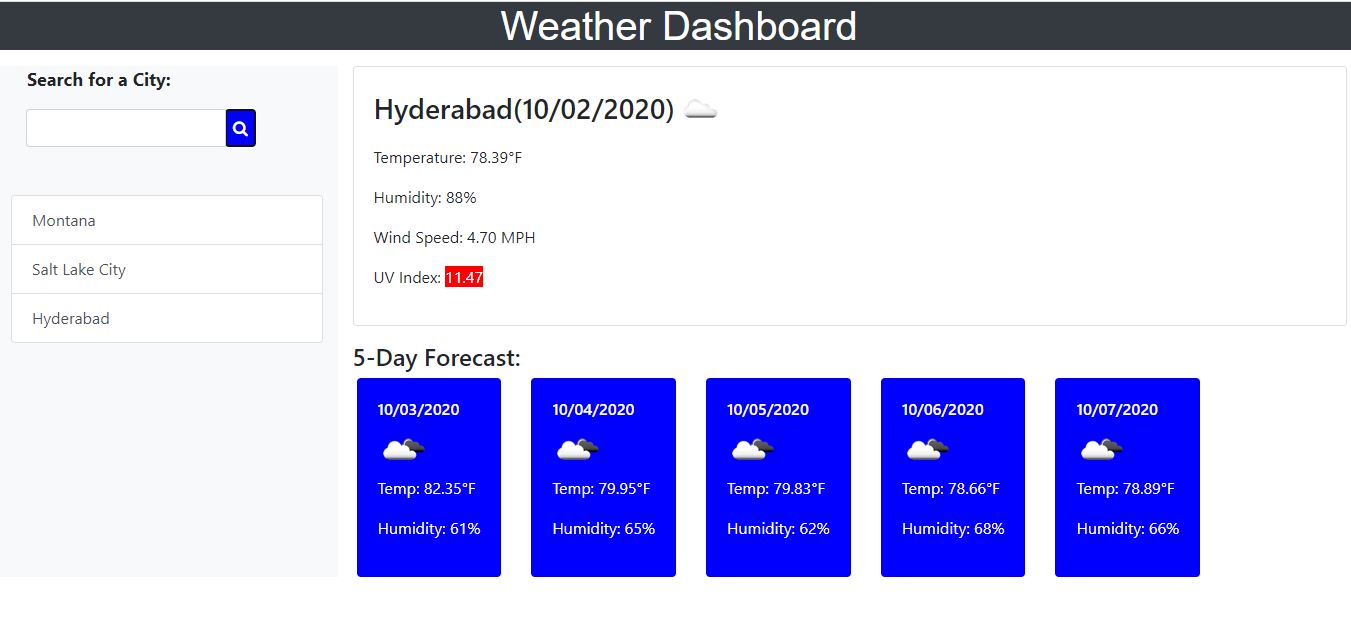 Weather Dashboard
Search for a City:
Montana
Salt Lake City
Hyderabad
Hyderabad(10/02/2020)
Temperature: 78.39°F
Humidity: 88%
Wind Speed: 4.70 MPH
UV Index: 11.47
5-Day Forecast:
10/03/2020
Temp: 82.35°F
Humidity: 61%
10/04/2020
Temp: 79.95°F
Humidity: 65%
10/05/2020
Temp: 79.83°F
Humidity: 62%
10/06/2020
Temp: 78.66°F
Humidity: 68%
10/07/2020
Temp: 78.89°F
Humidity: 66%